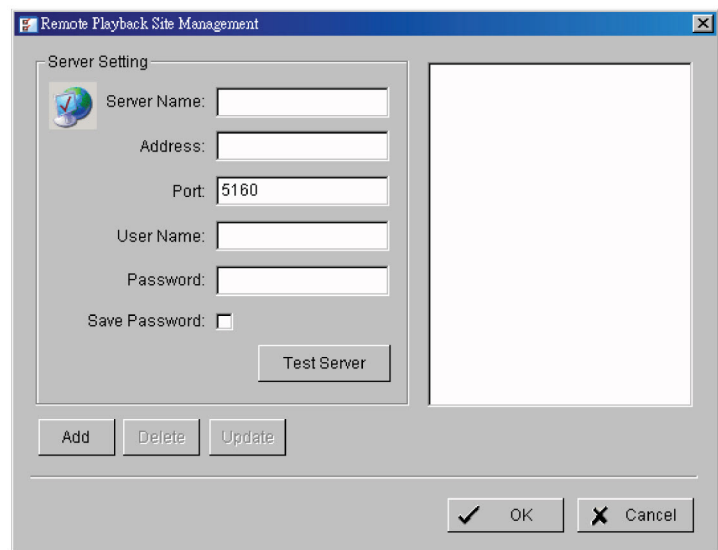 Remote Playback Site Management
Server Setting
Server Name:
Address:
Port: 5160
User Name:
Password:
Save Password:
Test Server
Add Delete Update
OK Cancel